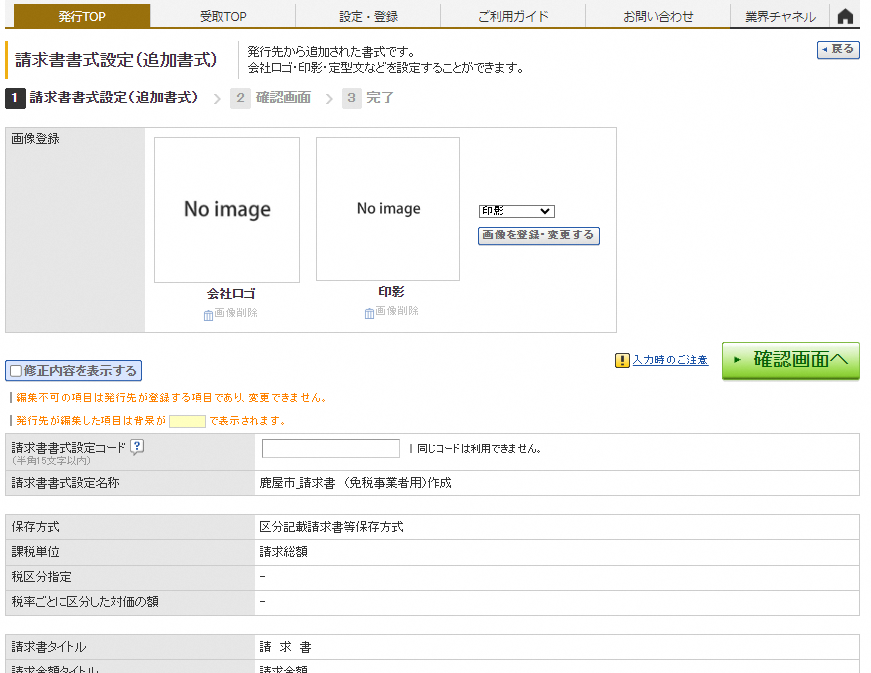 発行TOP 受取TOP 設定・登録 ご利用ガイド お問い合わせ 業界チャネル
請求書書式設定(追加書式)
発行先から追加された書式です。
会社ロゴ・印影・定型文などを設定することができます。
戻る
1 請求書書式設定(追加書式) 2 確認画面 3 完了
画像登録
No image
No image
印影
画像を登録・変更する
会社ロゴ
画像削除
印影
画像削除
修正内容を表示する
! 入力時のご注意
確認画面へ
編集不可の項目は発行先が登録する項目であり、変更できません。
発行先が編集した項目は背景が で表示されます。
請求書書式設定コード ?
(半角15文字以内)
同じコードは利用できません。
請求書書式設定名称 鹿屋市_請求書 (免税事業者用)作成
保存方式 区分記載請求書等保存方式
課税単位 請求総額
税区分指定 -
税率ごとに区分した対価の額 -
請求書タイトル 請 求 書
請求金額タイトル 請求金額